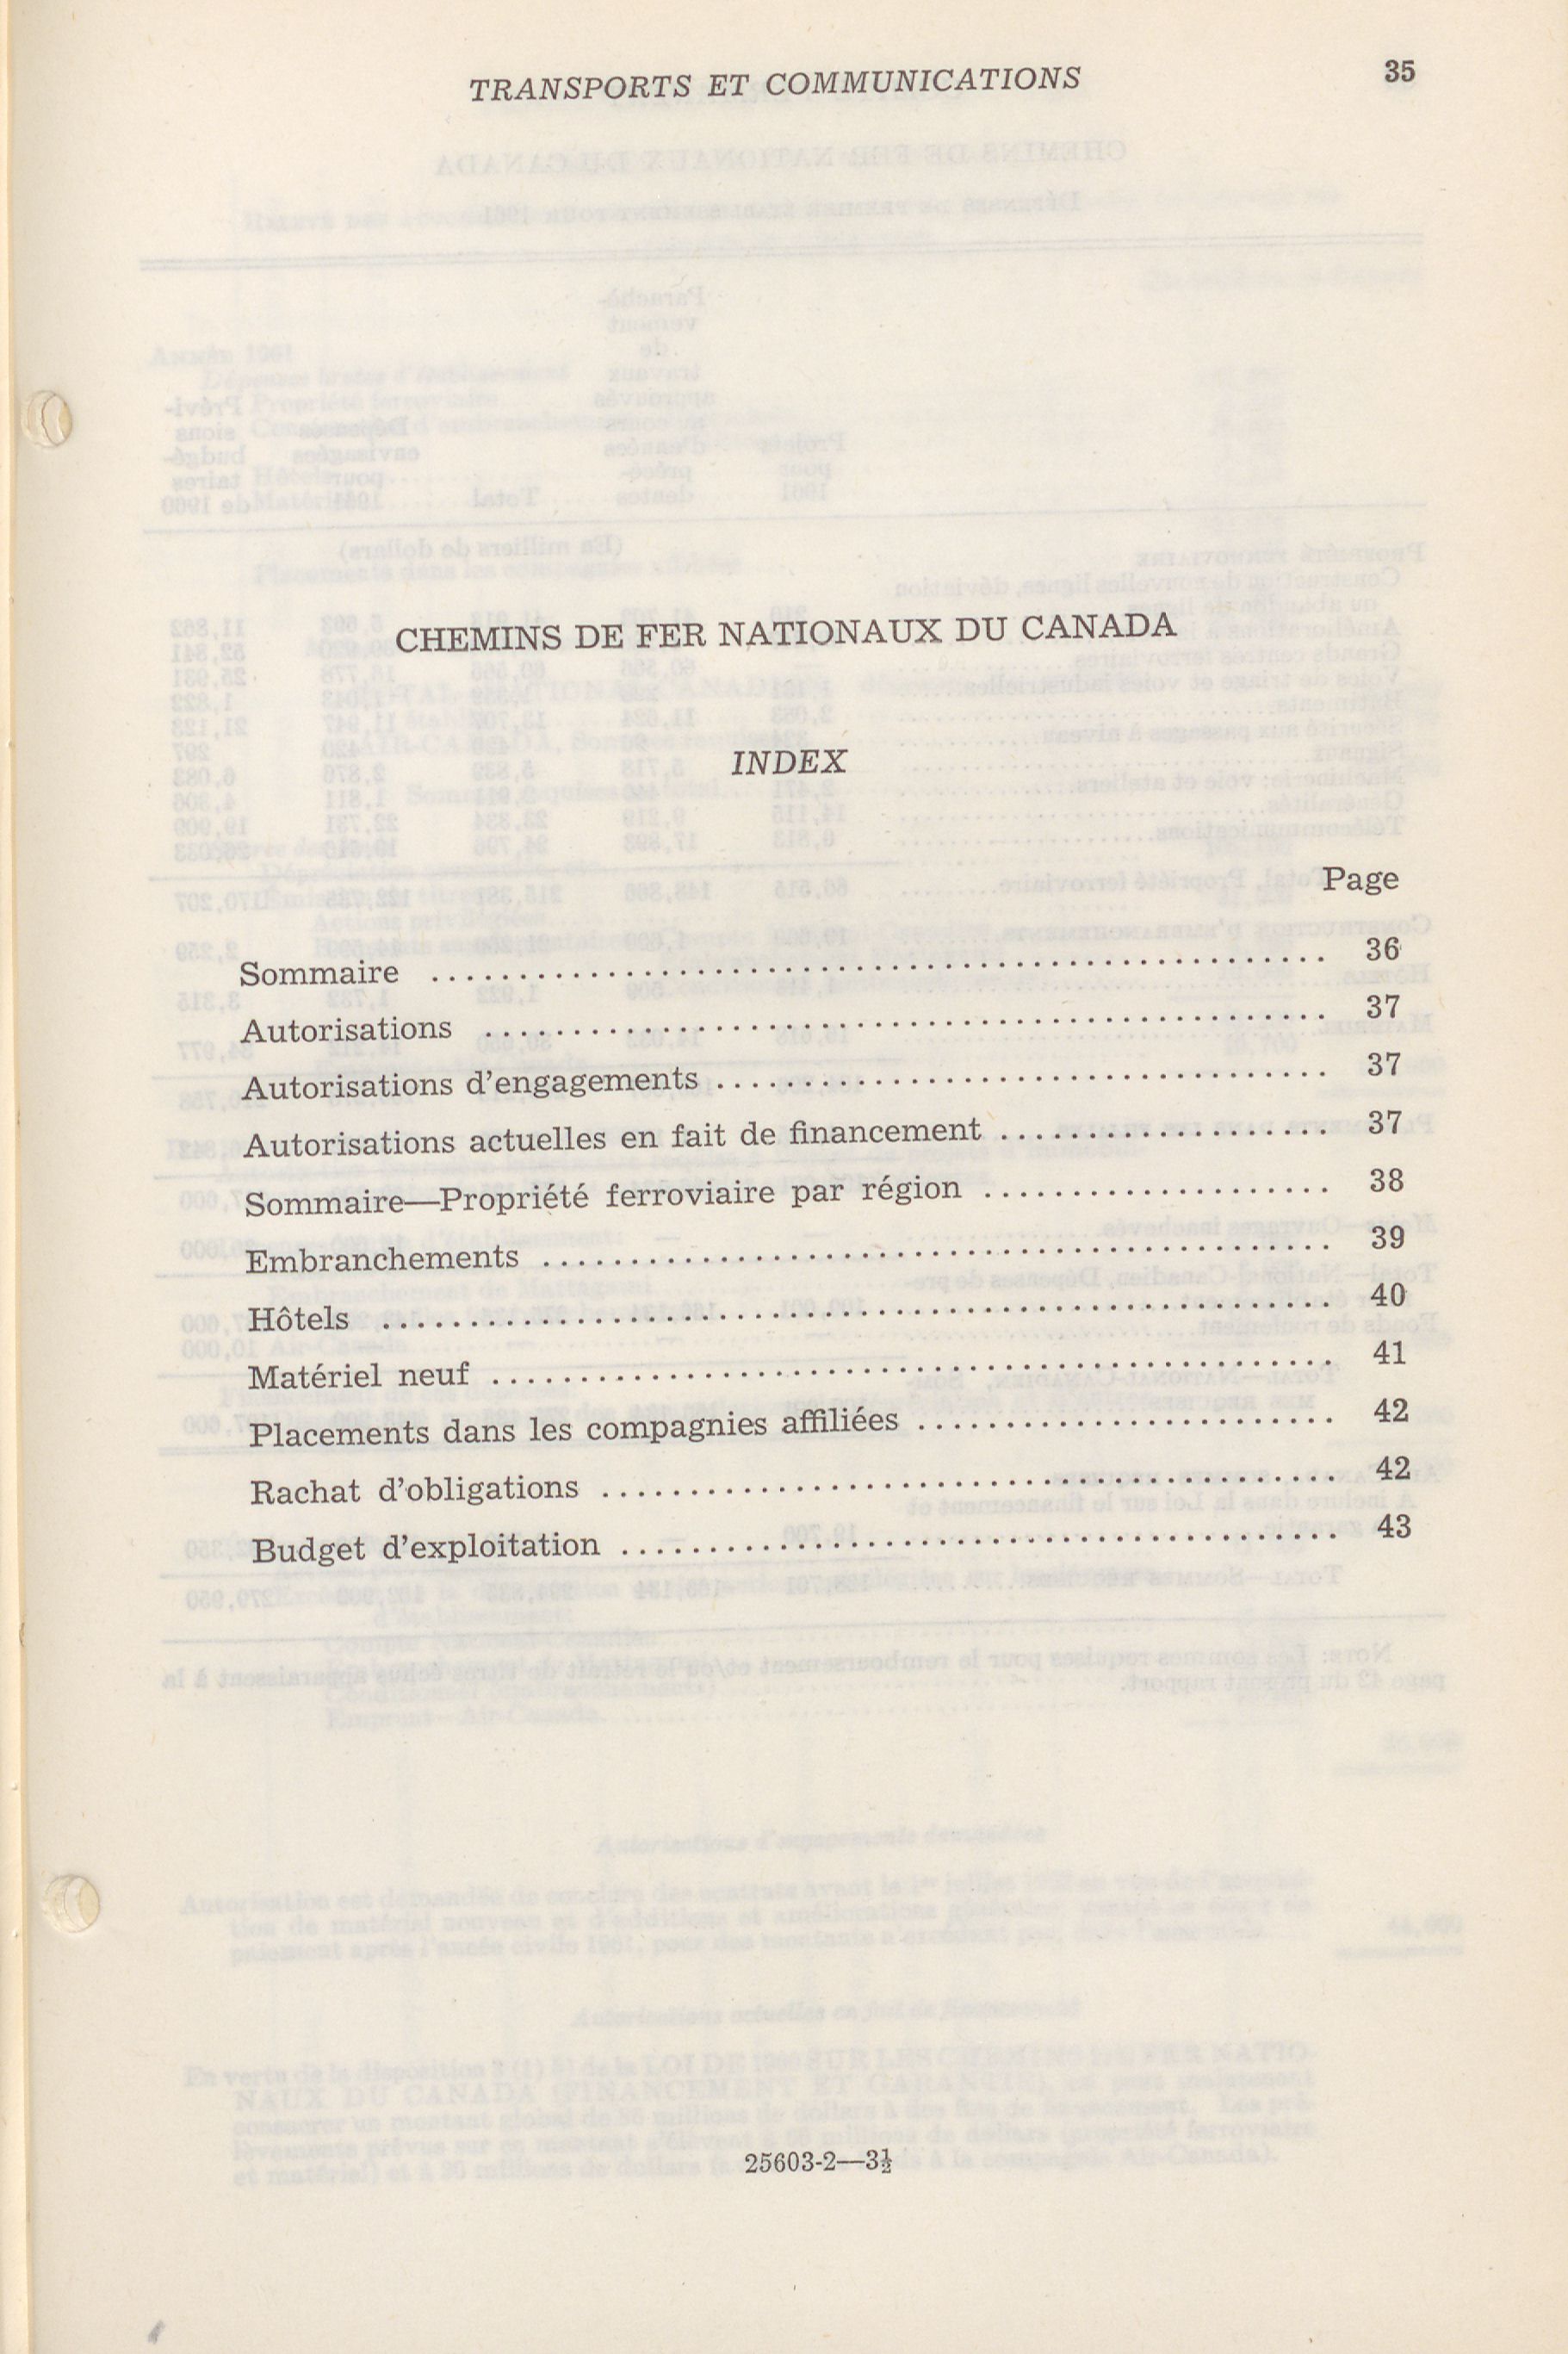 TRANSPORTS ET COMMUNICATIONS 35
CHEMINS DE FER NATIONAUX DU CANADA
INDEX
Page
Sommaire .................................................... 36
Autorisations ................................................. 37
Autorisations d'engagements ................................... 37
Autorisations actuelles en fait de financement ................... 37
Sommaire—Propriété ferroviaire par région .................... 38
Embranchements .............................................. 39
Hôtels ....................................................... 40
Matériel neuf ................................................ 41
Placements dans les compagnies affiliées ........................ 42
Rachat d'obligations .......................................... 42
Budget d'exploitation ......................................... 43
25603-2—3½